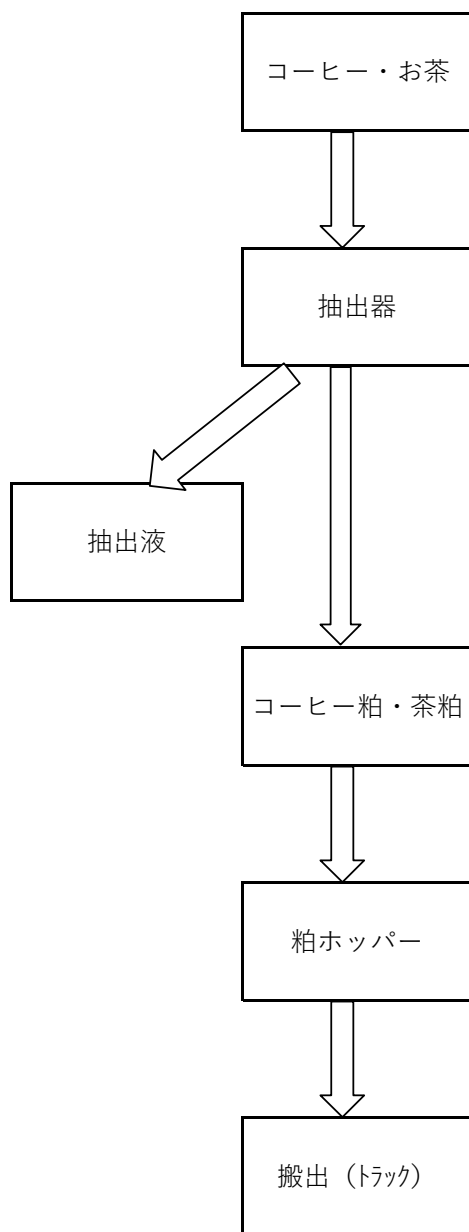 コーヒー・お茶
抽出器
抽出液
コーヒー粕・茶粕
粕ホッパー
搬出（ﾄﾗｯｸ）